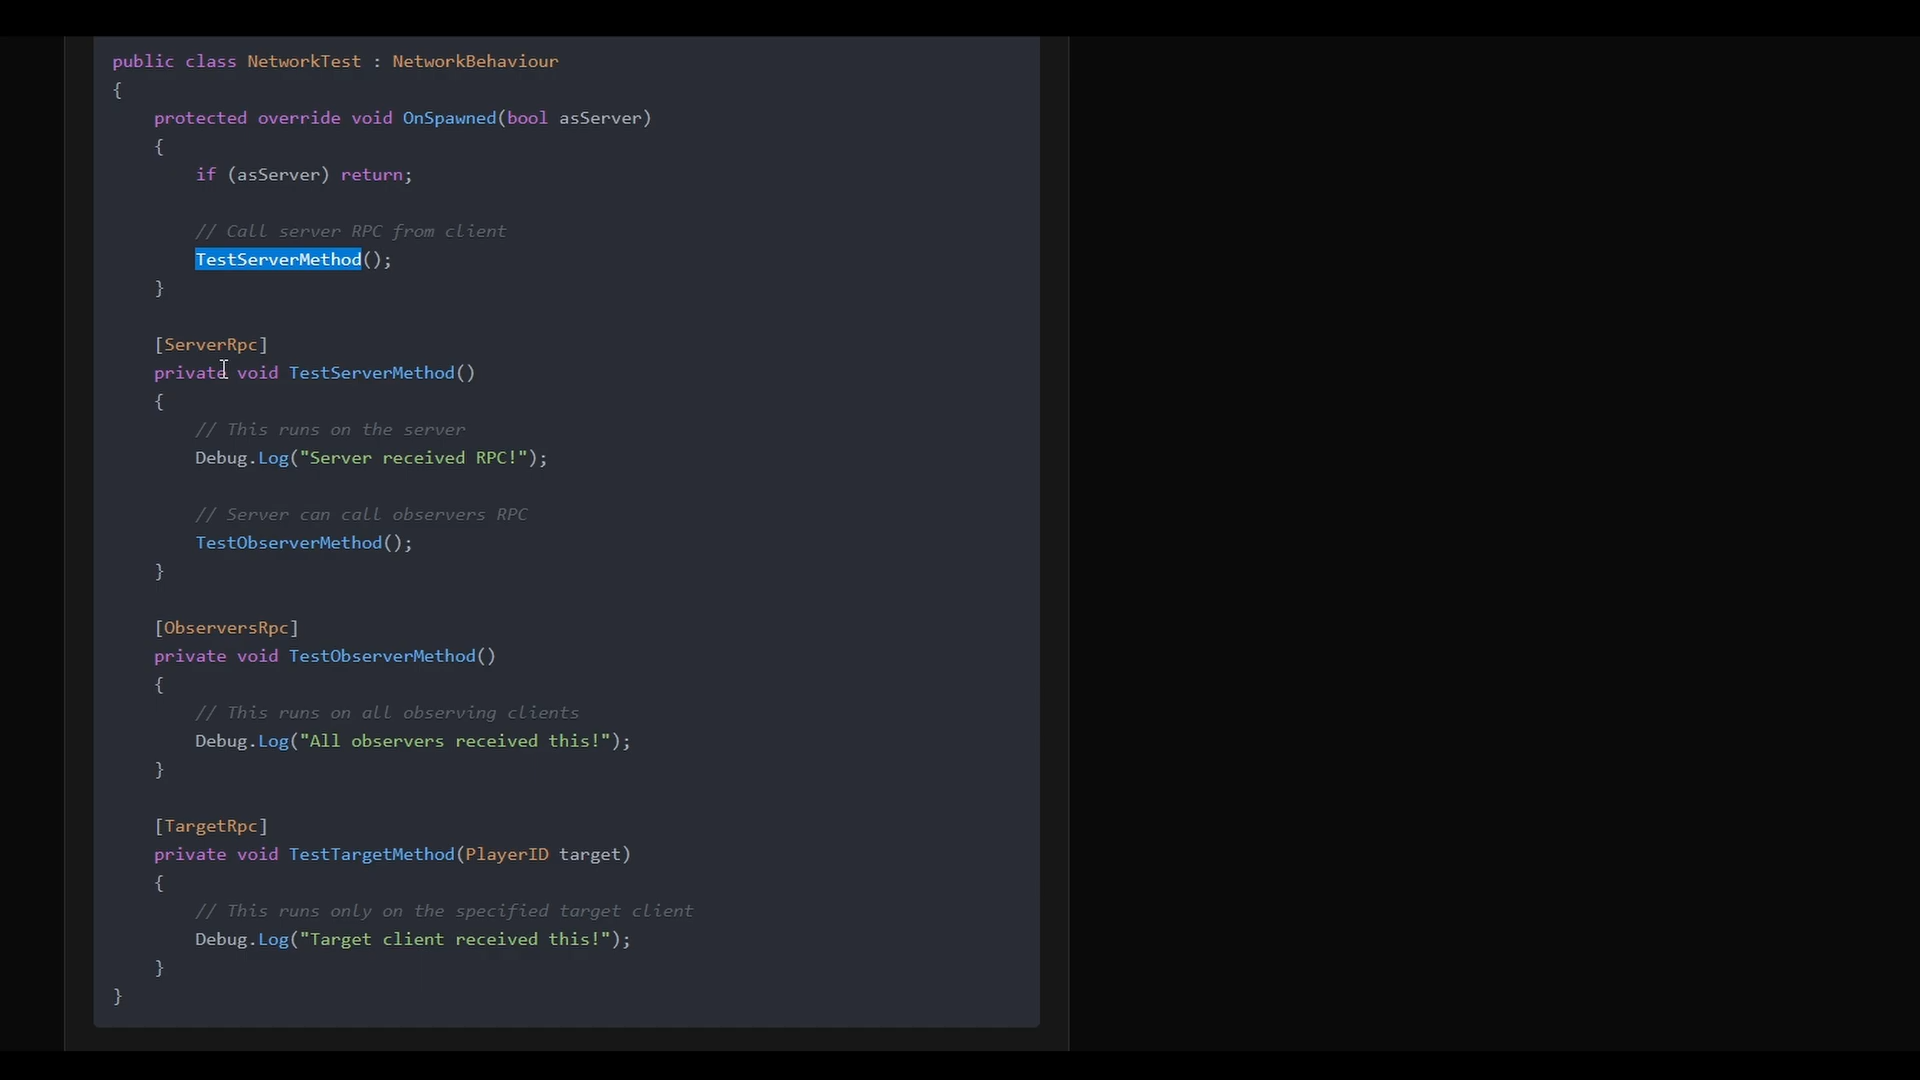 public class NetworkTest : NetworkBehaviour
{
    protected override void OnSpawned(bool asServer)
    {
        if (asServer) return;

        // Call server RPC from client
        TestServerMethod();
    }

    [ServerRpc]
    private void TestServerMethod()
    {
        // This runs on the server
        Debug.Log("Server received RPC!");

        // Server can call observers RPC
        TestObserverMethod();
    }

    [ObserversRpc]
    private void TestObserverMethod()
    {
        // This runs on all observing clients
        Debug.Log("All observers received this!");
    }

    [TargetRpc]
    private void TestTargetMethod(PlayerID target)
    {
        // This runs only on the specified target client
        Debug.Log("Target client received this!");
    }
}